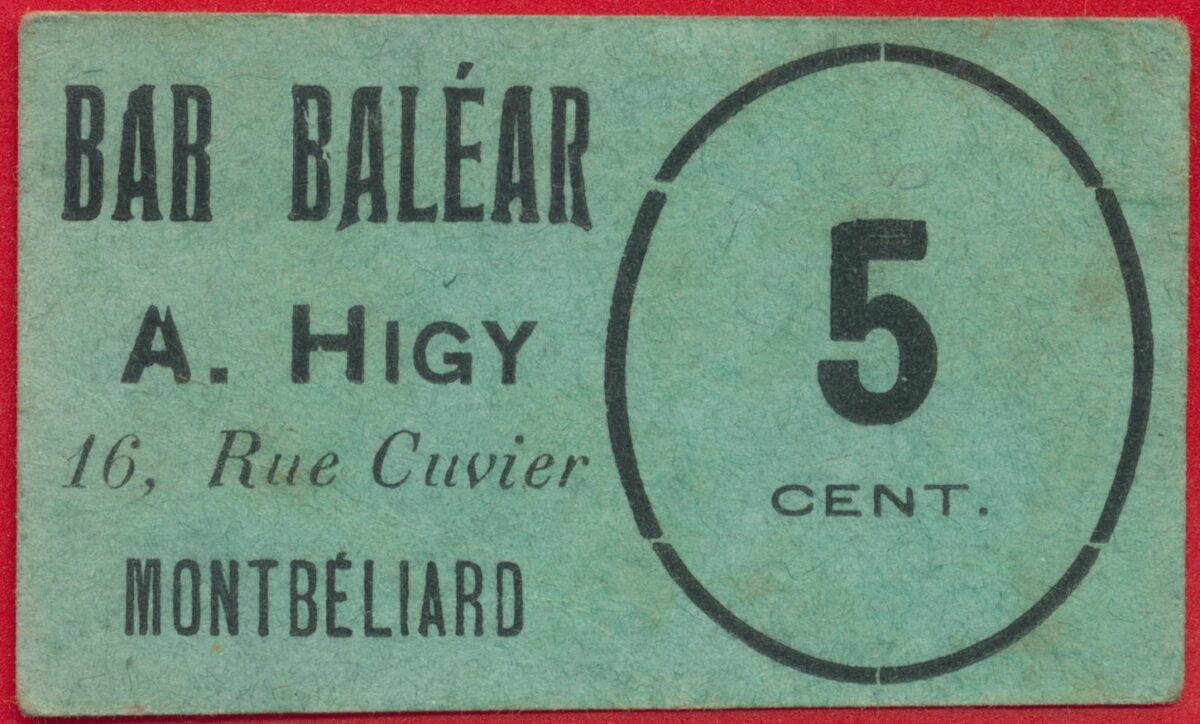 BAR BALÉAR
A. HIGY
16, Rue Cuvier
MONTBÉLIARD
5
CENT.